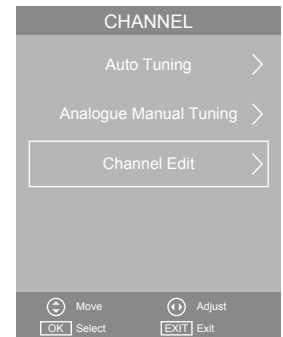 CHANNEL
Auto Tuning
Analogue Manual Tuning
Channel Edit
Move Adjust
OK Select EXIT Exit